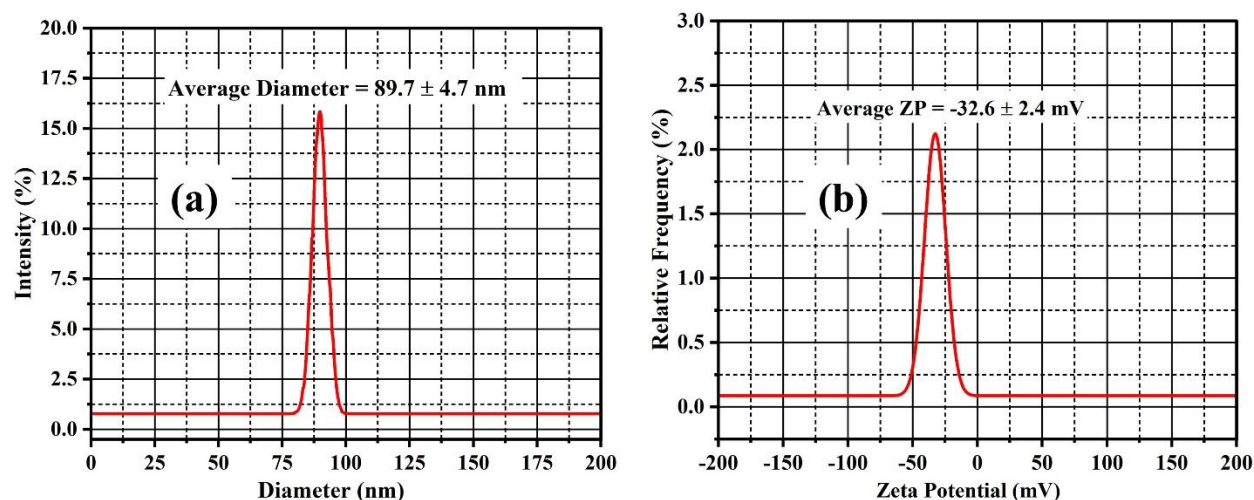 20.0
17.5
15.0
12.5
10.0
7.5
5.0
2.5
0.0
Intensity (%)
Average Diameter = 89.7 ± 4.7 nm
(a)
0 25 50 75 100 125 150 175 200
Diameter (nm)
3.0
2.5
2.0
1.5
1.0
0.5
0.0
Relative Frequency (%)
Average ZP = -32.6 ± 2.4 mV
(b)
-200 -150 -100 -50 0 50 100 150 200
Zeta Potential (mV)